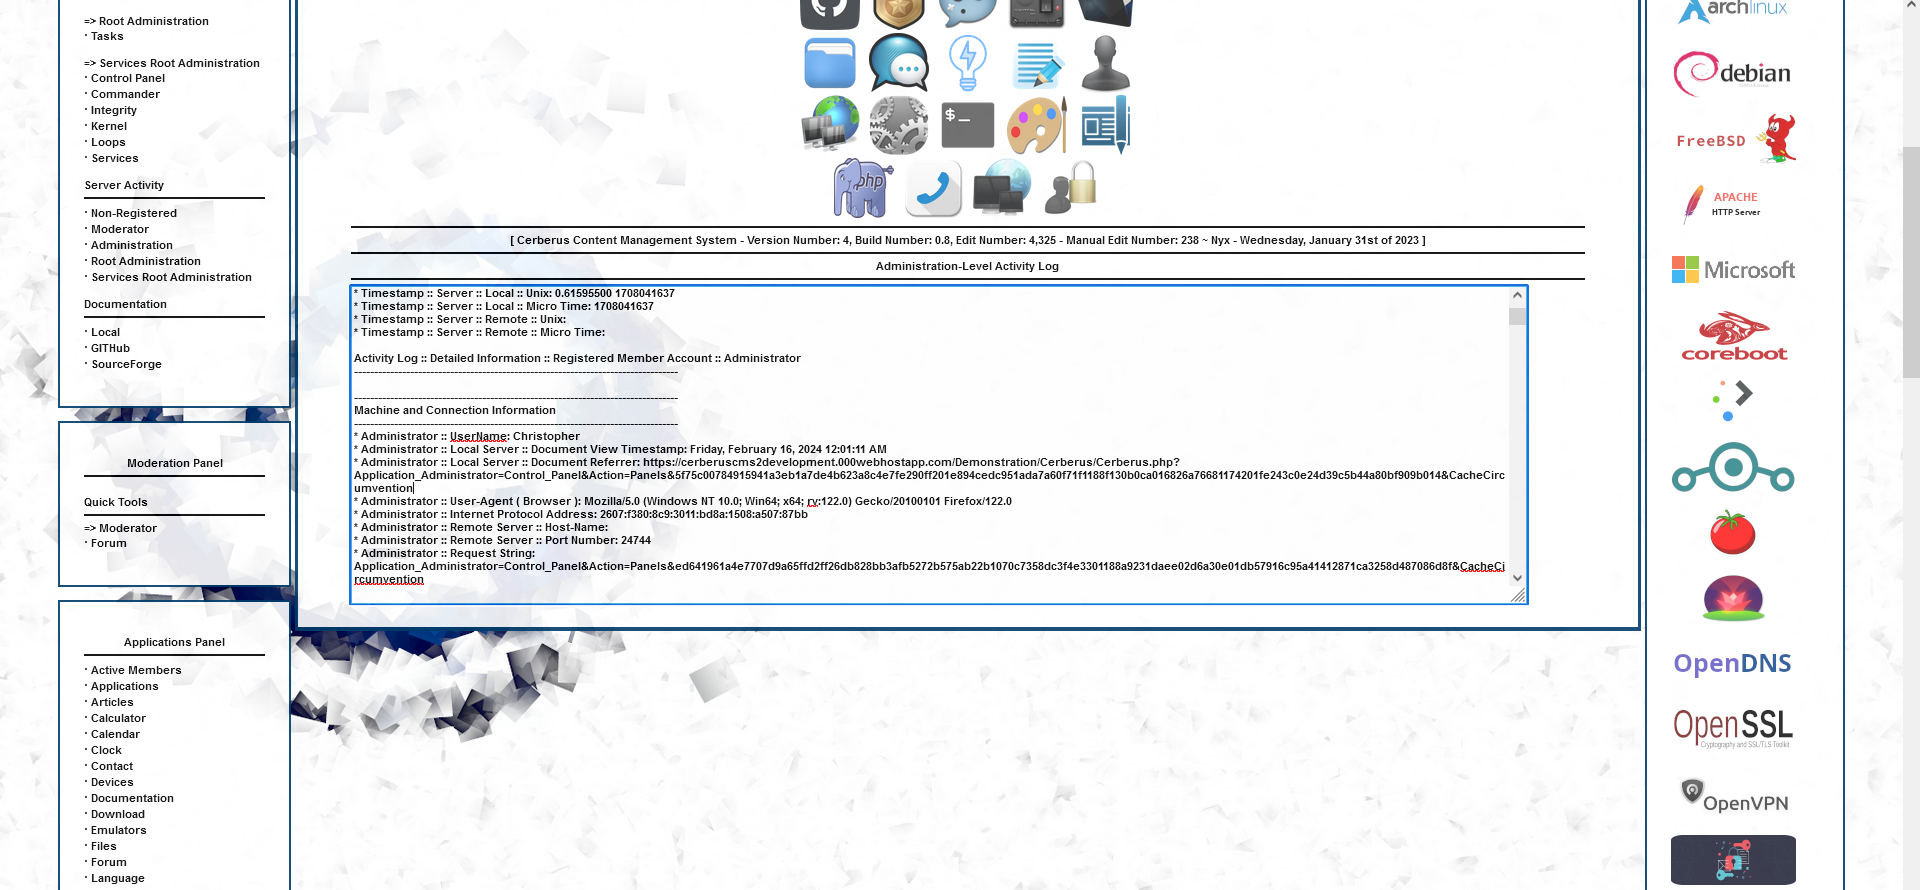 => Root Administration
· Tasks
=> Services Root Administration
· Control Panel
· Commander
· Integrity
· Kernel
· Loops
· Services
Server Activity
· Non-Registered
· Moderator
· Administration
· Root Administration
· Services Root Administration
Documentation
· Local
· GITHub
· SourceForge
Moderation Panel
Quick Tools
=> Moderator
· Forum
Applications Panel
· Active Members
· Applications
· Articles
· Calculator
· Calendar
· Clock
· Contact
· Devices
· Documentation
· Download
· Emulators
· Files
· Forum
· Language
$_
php
[ Cerberus Content Management System - Version Number: 4, Build Number: 0.8, Edit Number: 4,325 - Manual Edit Number: 238 ~ Nyx - Wednesday, January 31st of 2023 ]
Administration-Level Activity Log
* Timestamp :: Server :: Local :: Unix: 0.61595500 1708041637
* Timestamp :: Server :: Local :: Micro Time: 1708041637
* Timestamp :: Server :: Remote :: Unix:
* Timestamp :: Server :: Remote :: Micro Time:
Activity Log :: Detailed Information :: Registered Member Account :: Administrator
---------------------------------------------------------------------------------
---------------------------------------------------------------------------------
Machine and Connection Information
---------------------------------------------------------------------------------
* Administrator :: UserName: Christopher
* Administrator :: Local Server :: Document View Timestamp: Friday, February 16, 2024 12:01:11 AM
* Administrator :: Local Server :: Document Referrer: https://cerberuscms2development.000webhostapp.com/Demonstration/Cerberus/Cerberus.php?
Application_Administrator=Control_Panel&Action=Panels&5f75c00784915941a3eb1a7de4b623a8c4e7fe290ff201e894cedc951ada7a60f71f1188f130b0ca016826a76681174201fe243c0e24d39c5b44a80bf909b014&CacheCirc
umvention
* Administrator :: User-Agent ( Browser ): Mozilla/5.0 (Windows NT 10.0; Win64; x64; rv:122.0) Gecko/20100101 Firefox/122.0
* Administrator :: Internet Protocol Address: 2607:f380:8c9:3011:bd8a:1508:a507:87bb
* Administrator :: Remote Server :: Host-Name:
* Administrator :: Remote Server :: Port Number: 24744
* Administrator :: Request String:
Application_Administrator=Control_Panel&Action=Panels&ed641961a4e7707d9a65ffd2ff26db828bb3afb5272b575ab22b1070c7358dc3f4e3301188a9231daee02d6a30e01db57916c95a41412871ca3258d487086d8f&CacheCi
rcumvention
archlinux
debian
FreeBSD
APACHE
HTTP Server
Microsoft
coreboot
OpenDNS
OpenSSL
Cryptography and SSL/TLS Toolkit
OpenVPN